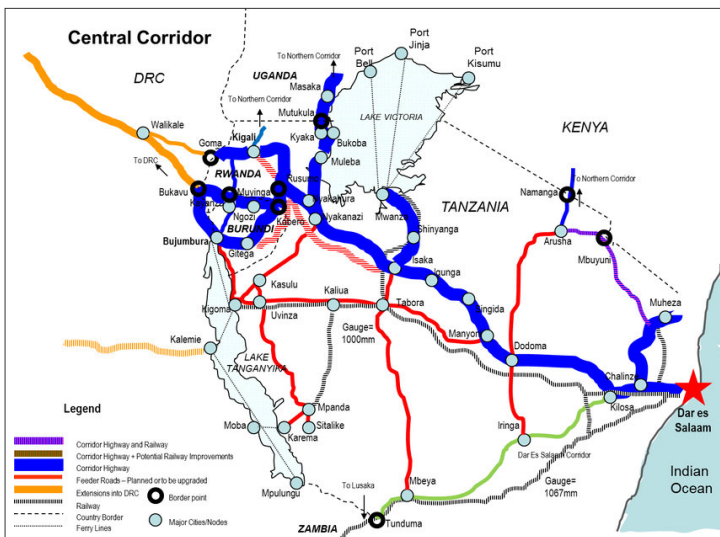 Central Corridor
DRC
UGANDA
KENYA
TANZANIA
RWANDA
BURUNDI
ZAMBIA
LAKE VICTORIA
LAKE
TANGANYIKA
Indian
Ocean
Port
Bell
Port
Jinja
Port
Kisumu
To Northern Corridor
Masaka
To Northern Corridor
Mutukula
Walikale
Goma
Kigali
Kyaka
Bukoba
Muleba
To DRC
Bukavu
Kayanza
Muyinga
Rusumo
Ngozi
Kobero
Nyakahura
Nyakanazi
Mwanza
Shinyanga
Namanga
To Northern Corridor
Arusha
Mbuyuni
Bujumbura
Gitega
Isaka
Igunga
Singida
Muheza
Kasulu
Kaliua
Kigoma
Uvinza
Tabora
Manyoni
Gauge=
1000mm
Dodoma
Kalemie
Chalinze
Kilosa
Dar es
Salaam
Mpanda
Moba
Karema
Sitalike
Iringa
Dar Es Salaam Corridor
Mpulungu
Mbeya
Gauge=
1067mm
To Lusaka
Tunduma
Legend
Corridor Highway and Railway
Corridor Highway + Potential Railway Improvements
Corridor Highway
Feeder Roads – Planned or to be upgraded
Extensions into DRC
Railway
Country Border
Ferry Lines
Border point
Major Cities/Nodes